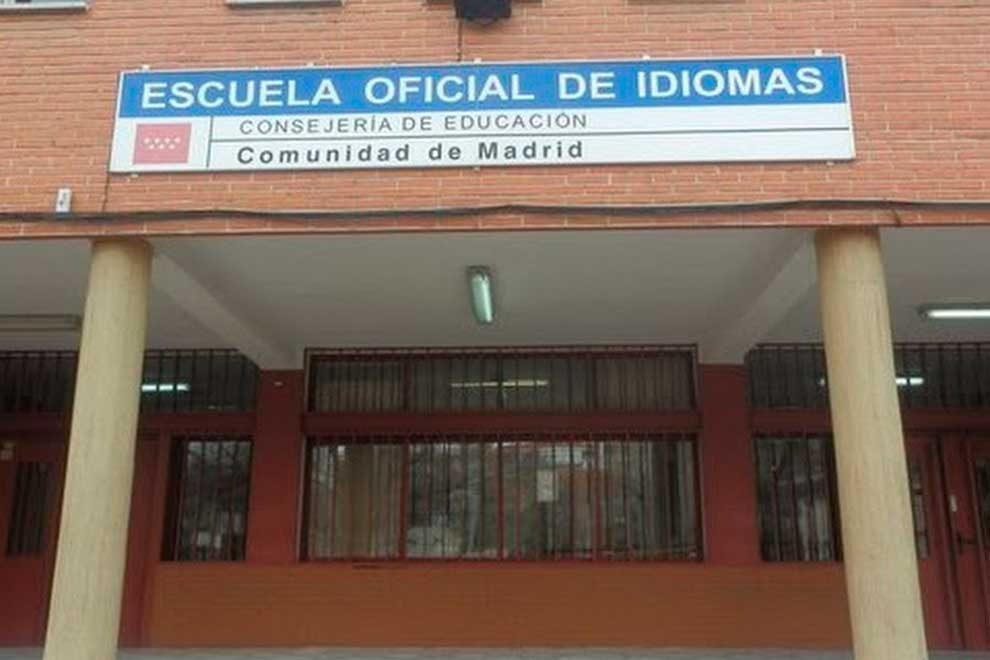 ESCUELA OFICIAL DE IDIOMAS
CONSEJERÍA DE EDUCACIÓN
Comunidad de Madrid